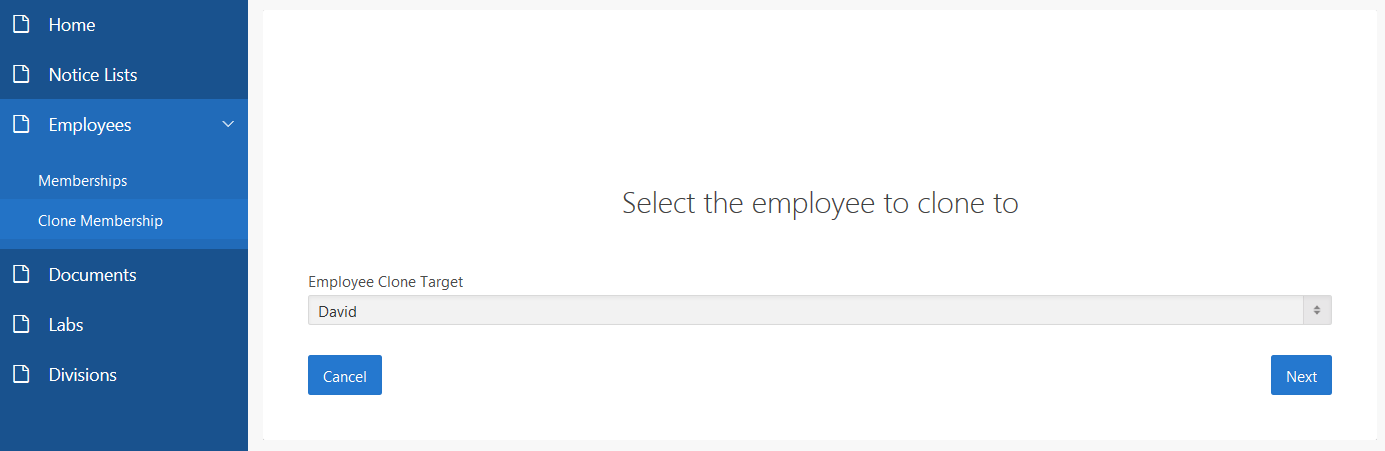 Home
Notice Lists
Employees
Memberships
Clone Membership
Documents
Labs
Divisions
Select the employee to clone to
Employee Clone Target
David
Cancel
Next